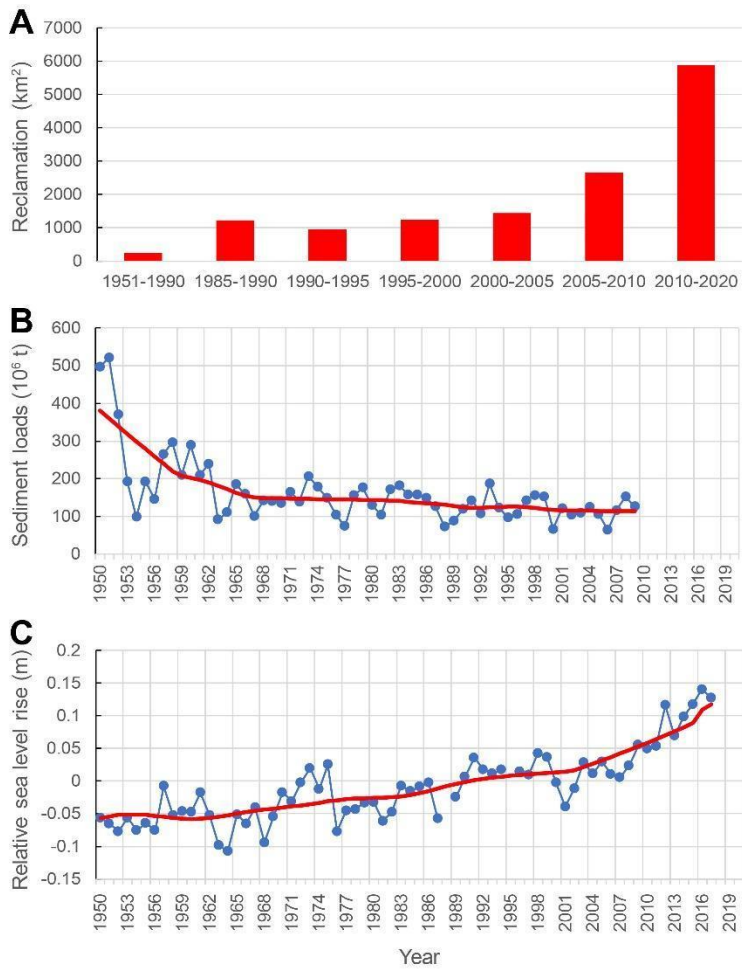 A
Reclamation (km²)
7000
6000
5000
4000
3000
2000
1000
0
1951-1990 1985-1990 1990-1995 1995-2000 2000-2005 2005-2010 2010-2020
B
Sediment loads (10⁶ t)
600
500
400
300
200
100
0
1950 1953 1956 1959 1962 1965 1968 1971 1974 1977 1980 1983 1986 1989 1992 1995 1998 2001 2004 2007 2010 2013 2016 2019
C
Relative sea level rise (m)
0.2
0.15
0.1
0.05
0
-0.05
-0.1
-0.15
1950 1953 1956 1959 1962 1965 1968 1971 1974 1977 1980 1983 1986 1989 1992 1995 1998 2001 2004 2007 2010 2013 2016 2019
Year